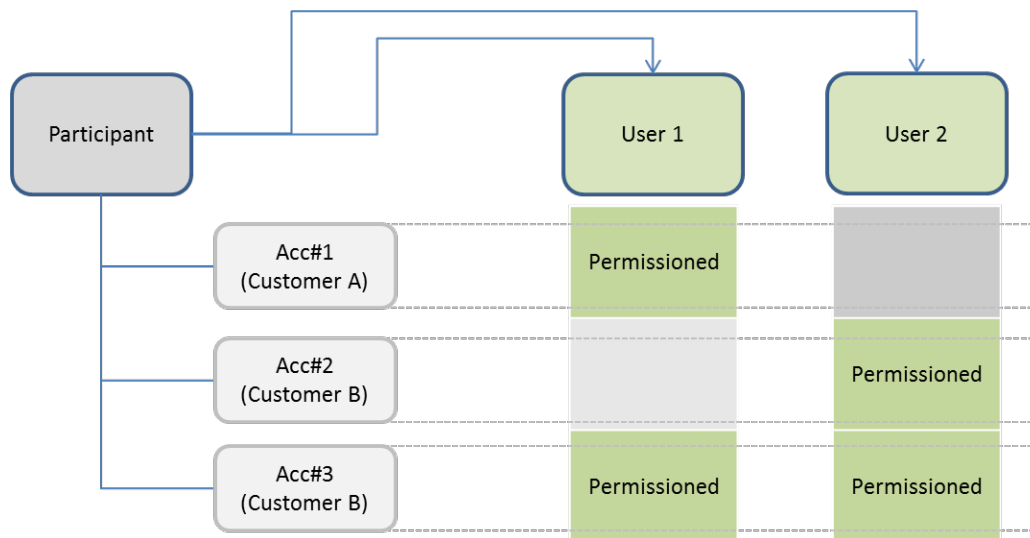 Participant
User 1
User 2
Acc#1
(Customer A)
Permissioned
Acc#2
(Customer B)
Permissioned
Acc#3
(Customer B)
Permissioned
Permissioned